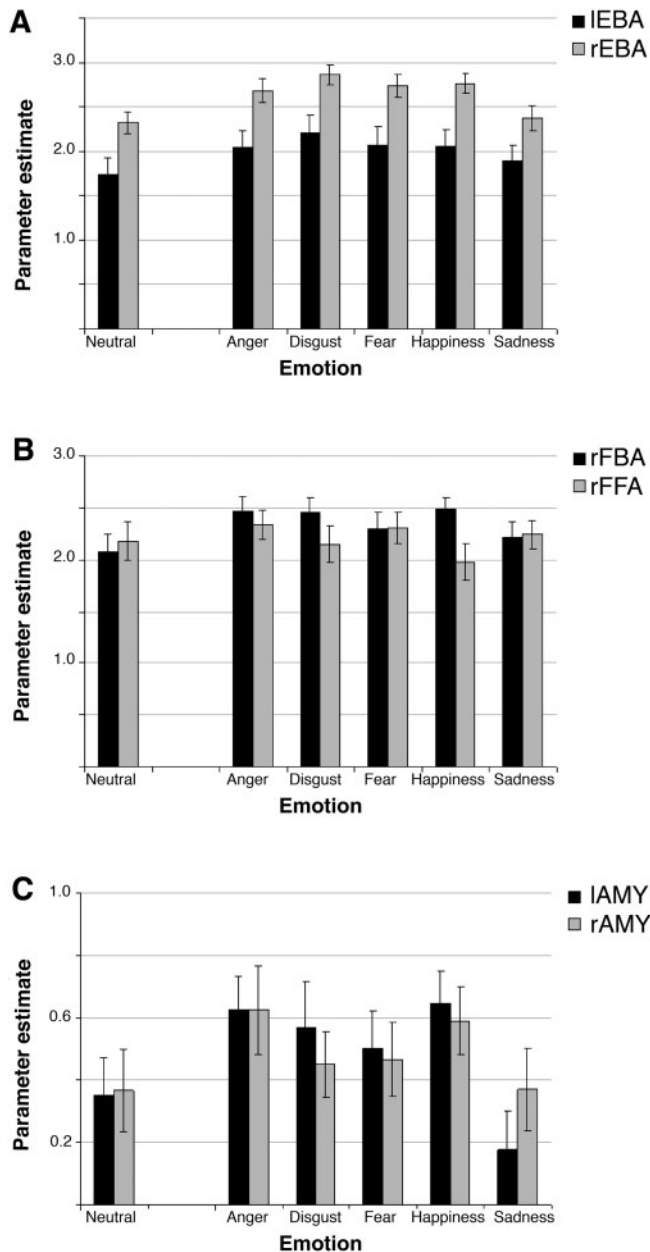 A
lEBA
rEBA
3.0
2.0
1.0
Parameter estimate
Neutral Anger Disgust Fear Happiness Sadness
Emotion
B
rFBA
rFFA
3.0
2.0
1.0
Parameter estimate
Neutral Anger Disgust Fear Happiness Sadness
Emotion
C
lAMY
rAMY
1.0
0.6
0.2
Parameter estimate
Neutral Anger Disgust Fear Happiness Sadness
Emotion